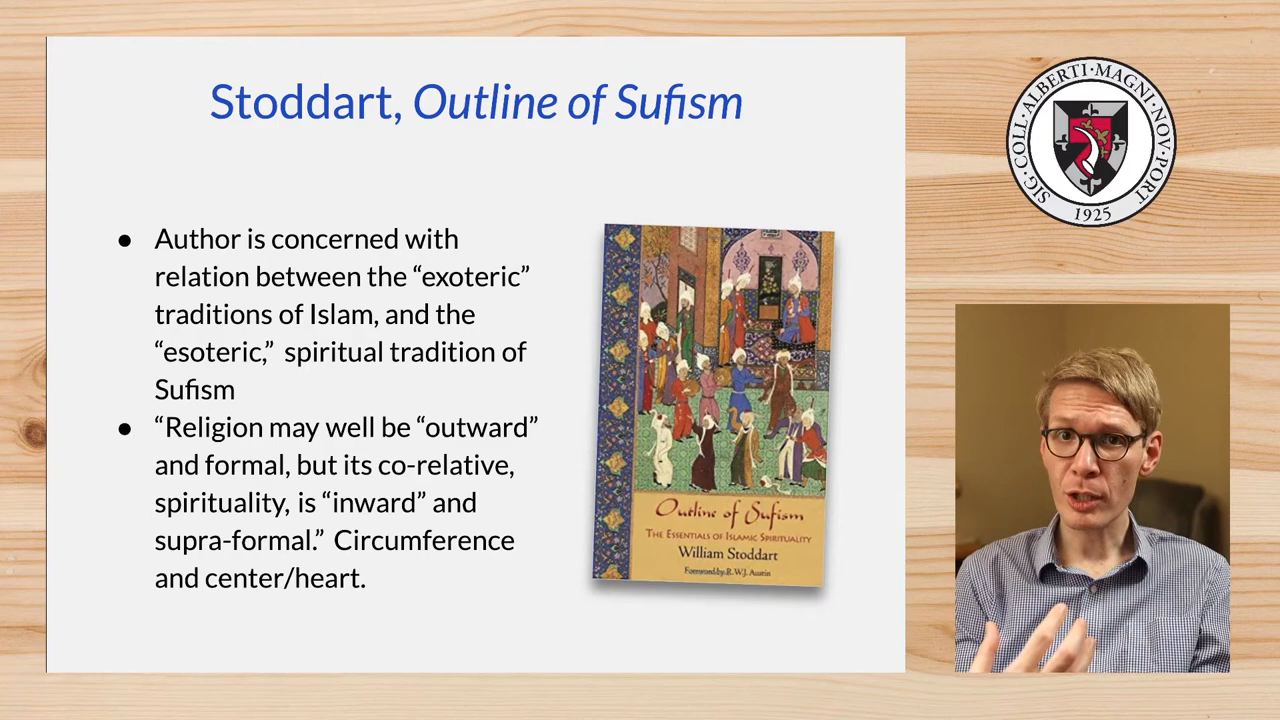 Stoddart, Outline of Sufism
● Author is concerned with
relation between the “exoteric”
traditions of Islam, and the
“esoteric,” spiritual tradition of
Sufism
● “Religion may well be “outward”
and formal, but its co-relative,
spirituality, is “inward” and
supra-formal.” Circumference
and center/heart.
Outline of Sufism
The Essentials of Islamic Spirituality
William Stoddart
Foreword by R.W.J. Austin
SIG·COLL·ALBERTI·MAGNI·NOV·PORT
1925